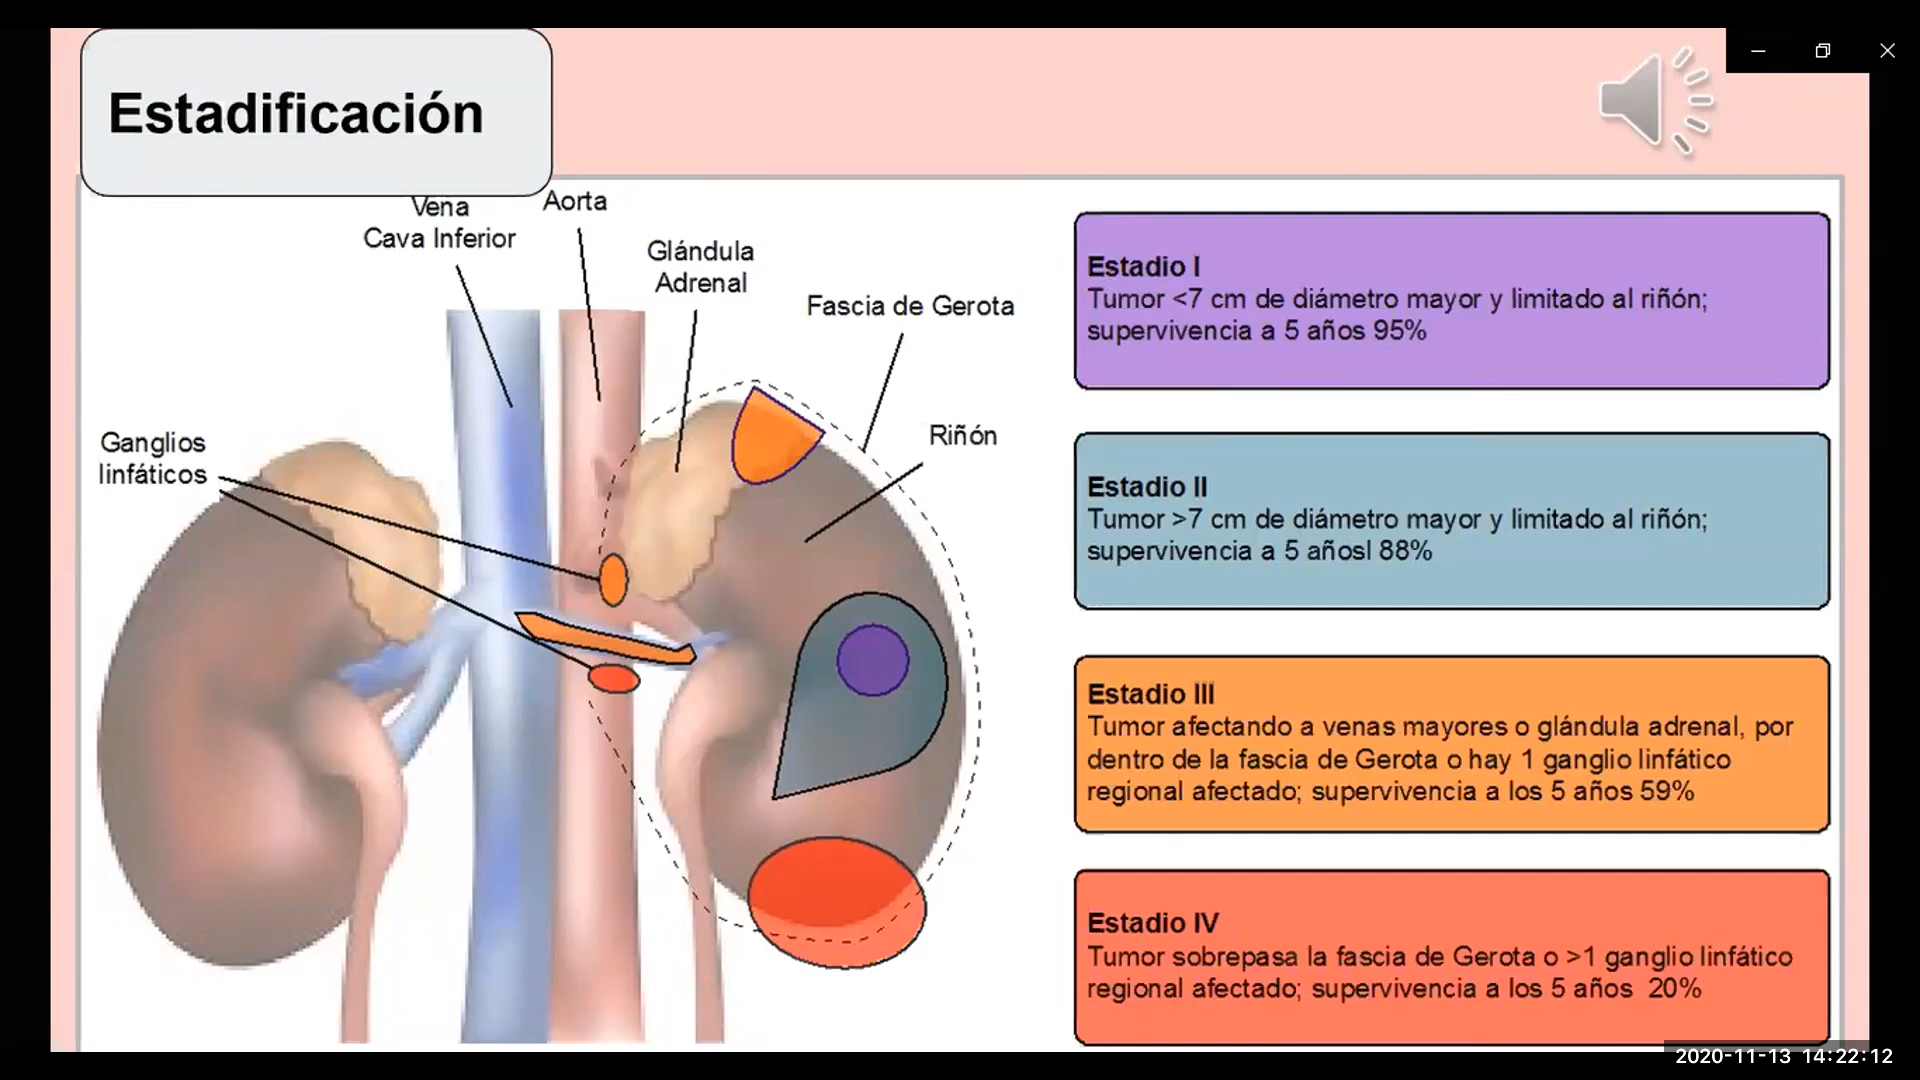 Estadificación
Vena
Cava Inferior
Aorta
Glándula
Adrenal
Fascia de Gerota
Riñón
Ganglios
linfáticos
Estadio I
Tumor <7 cm de diámetro mayor y limitado al riñón;
supervivencia a 5 años 95%
Estadio II
Tumor >7 cm de diámetro mayor y limitado al riñón;
supervivencia a 5 añosl 88%
Estadio III
Tumor afectando a venas mayores o glándula adrenal, por
dentro de la fascia de Gerota o hay 1 ganglio linfático
regional afectado; supervivencia a los 5 años 59%
Estadio IV
Tumor sobrepasa la fascia de Gerota o >1 ganglio linfático
regional afectado; supervivencia a los 5 años  20%
2020-11-13 14:22:12